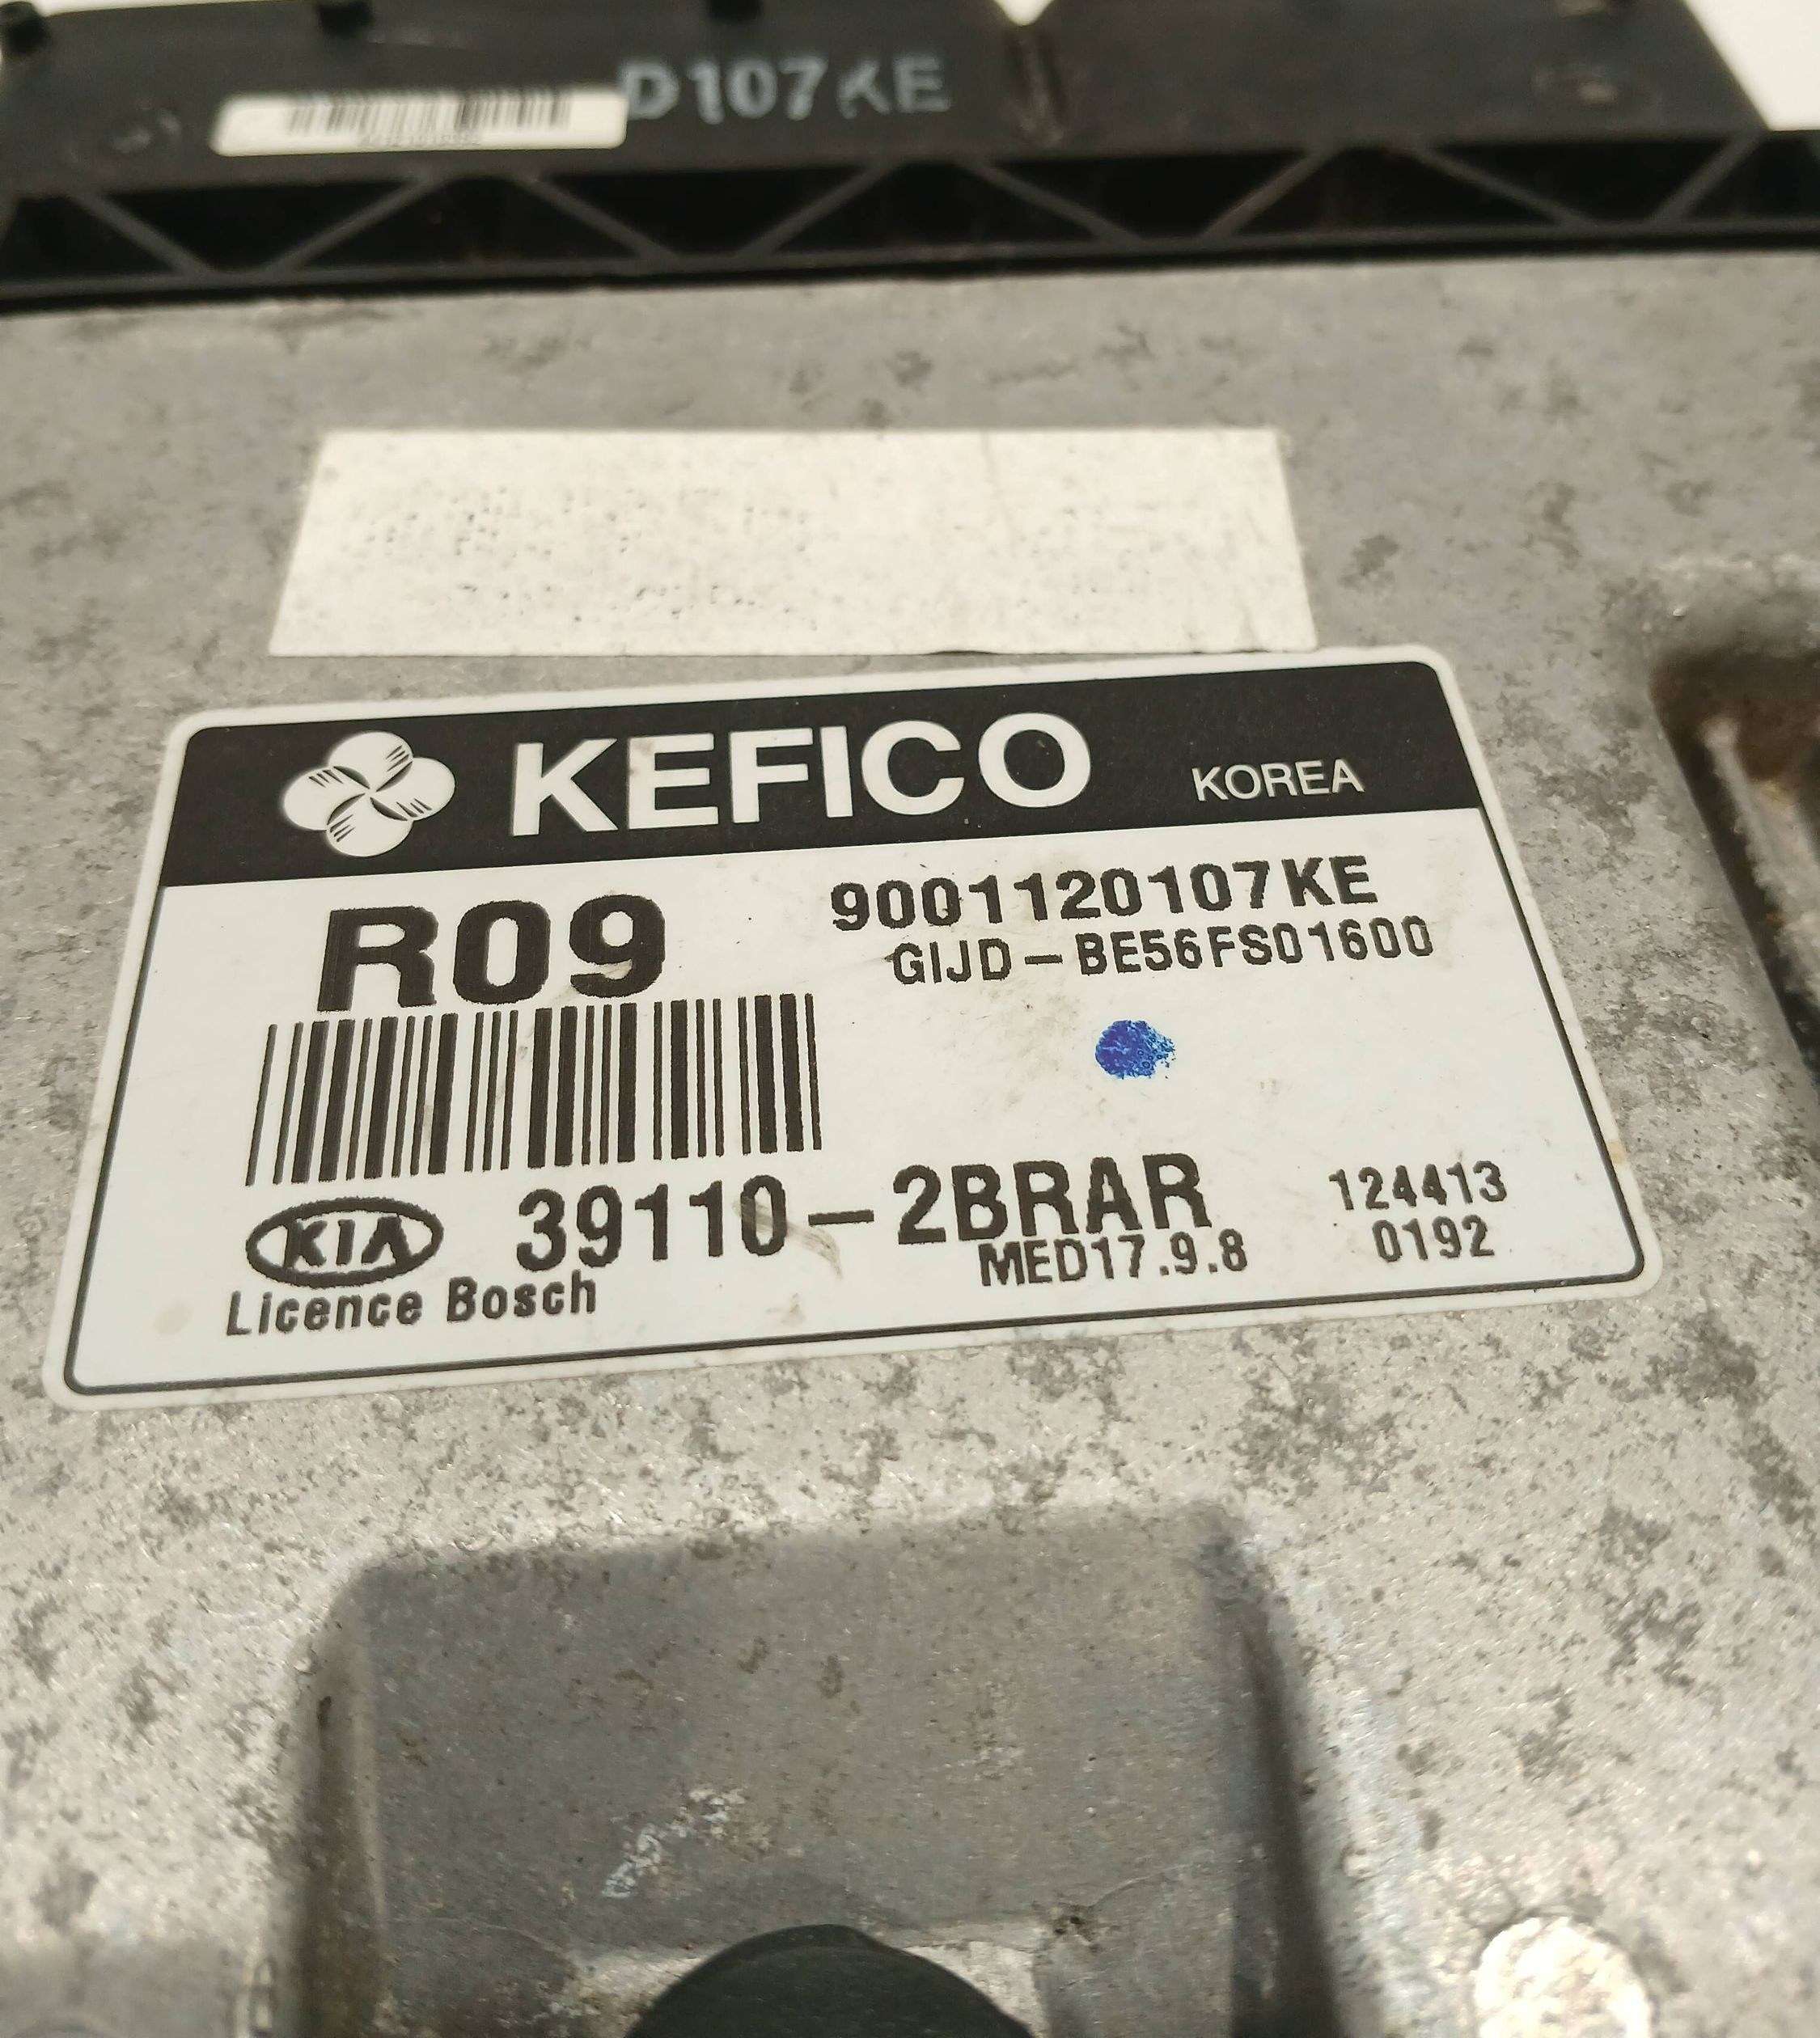 D107KE
KEFICO KOREA
R09
9001120107KE
GIJD-BE56FS01600
KIA 39110-2BRAR
MED17.9.8
124413
0192
Licence Bosch